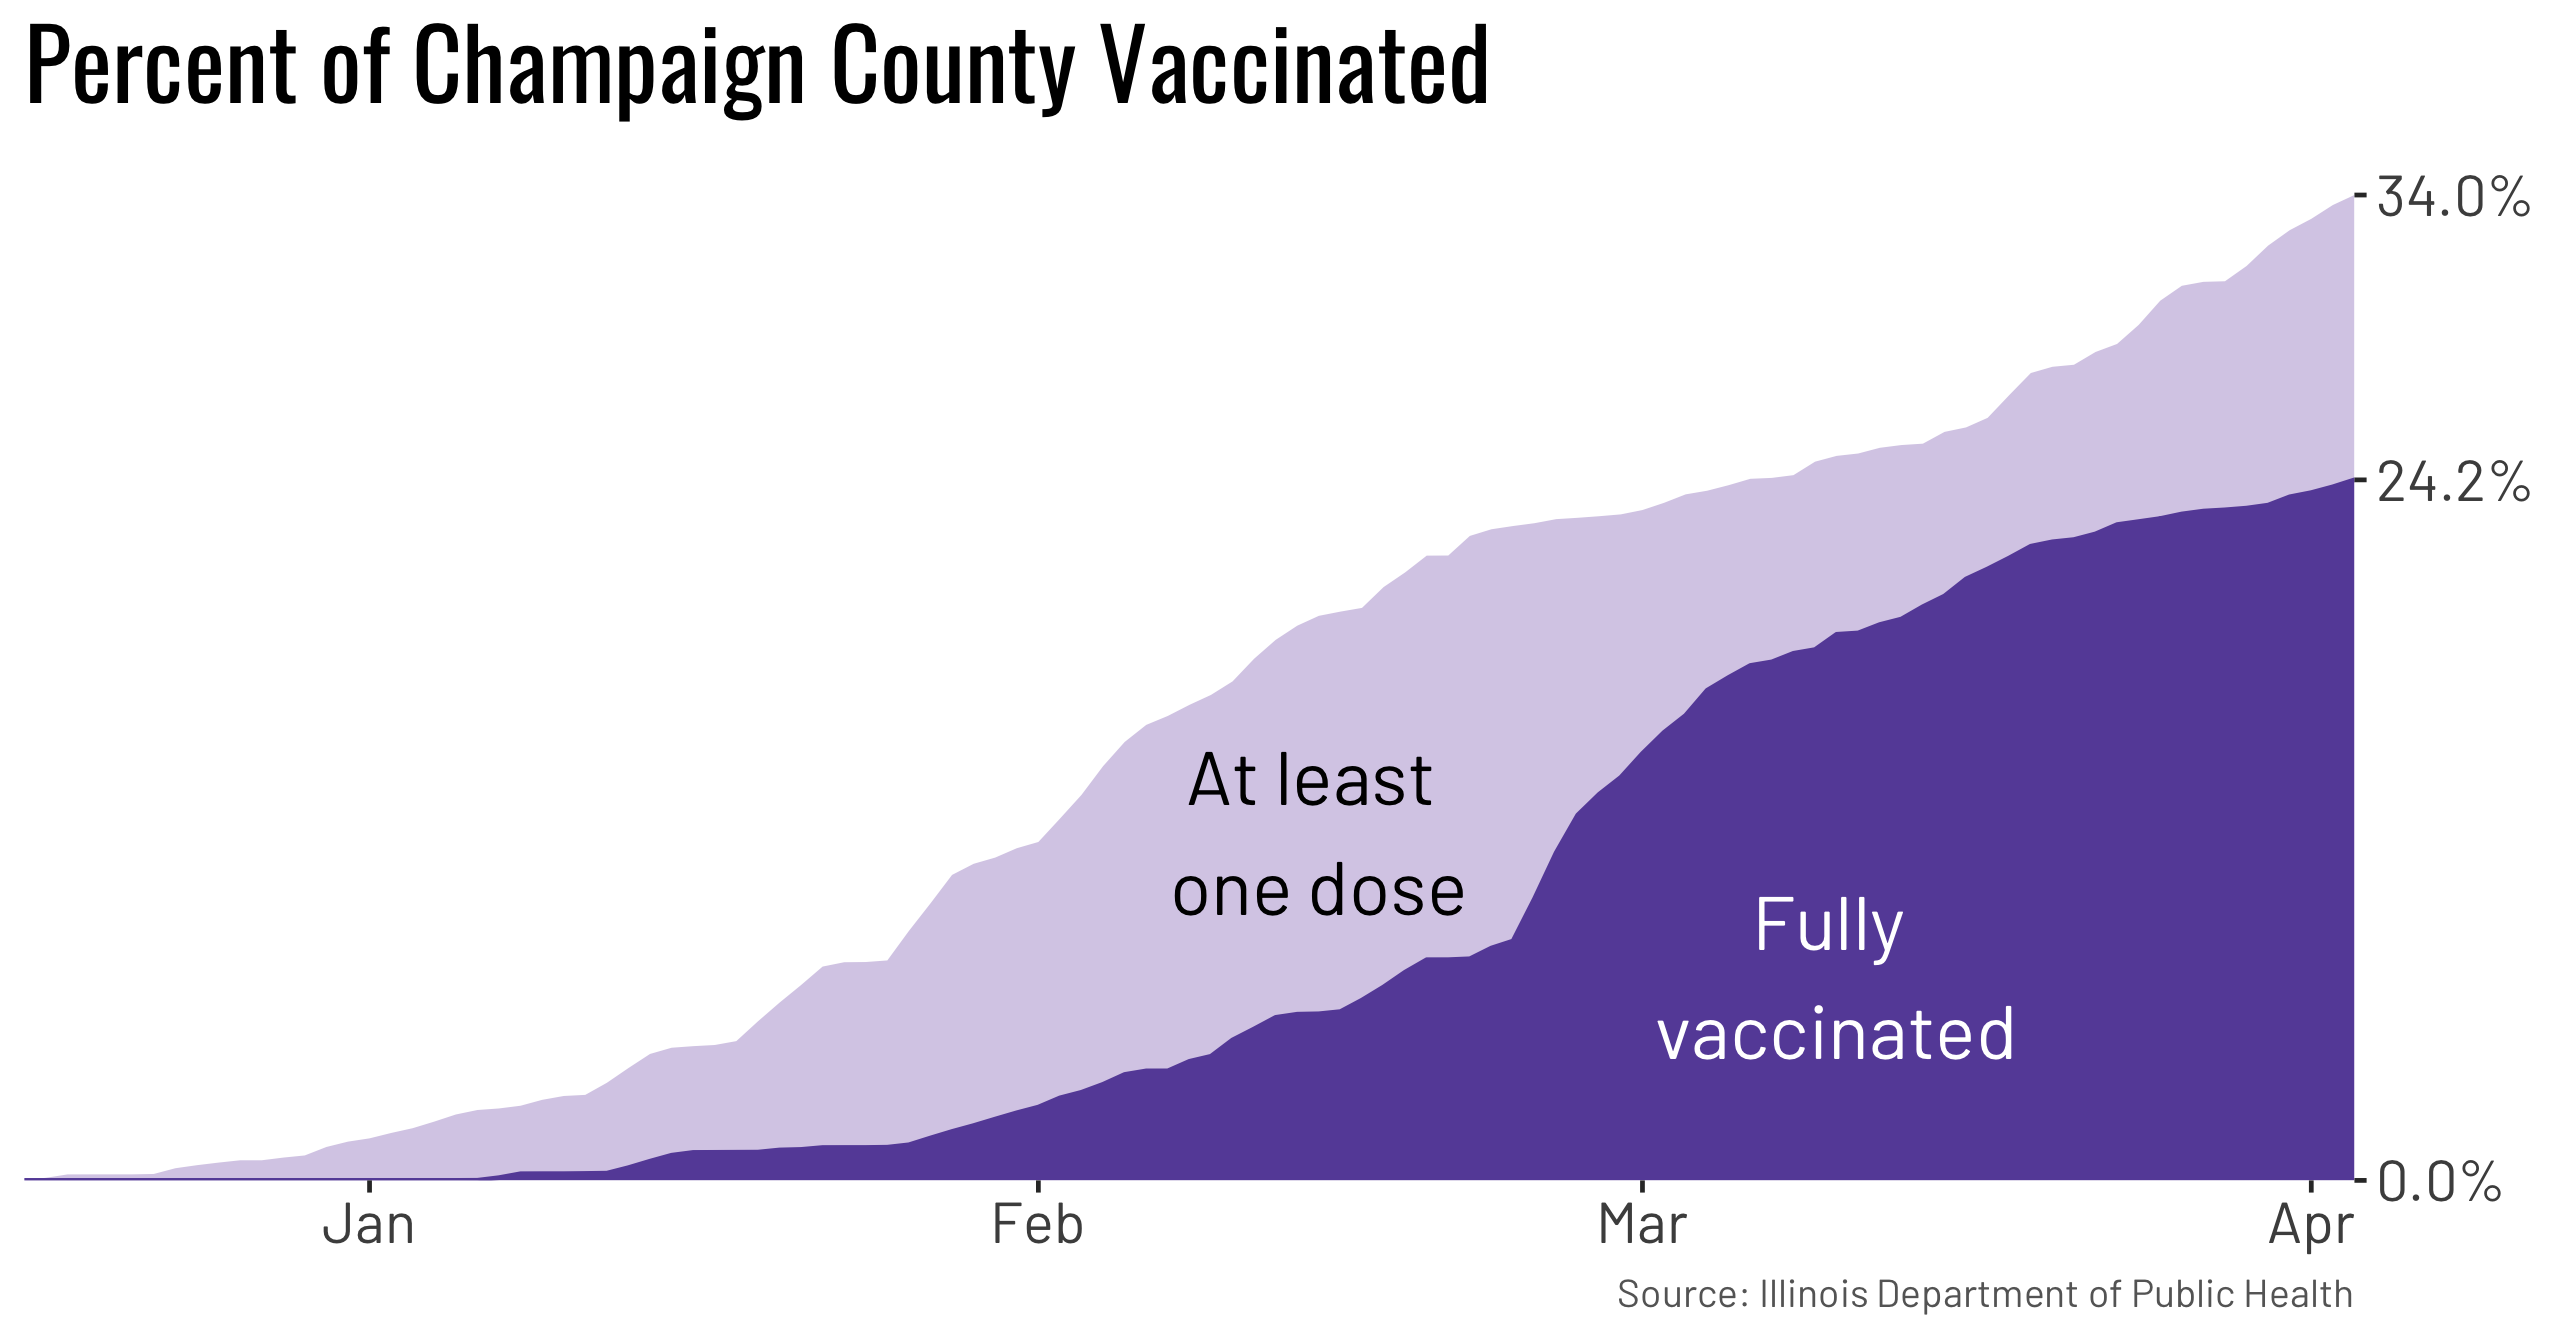 Percent of Champaign County Vaccinated
34.0%
24.2%
At least
one dose
Fully
vaccinated
0.0%
Jan
Feb
Mar
Apr
Source: Illinois Department of Public Health